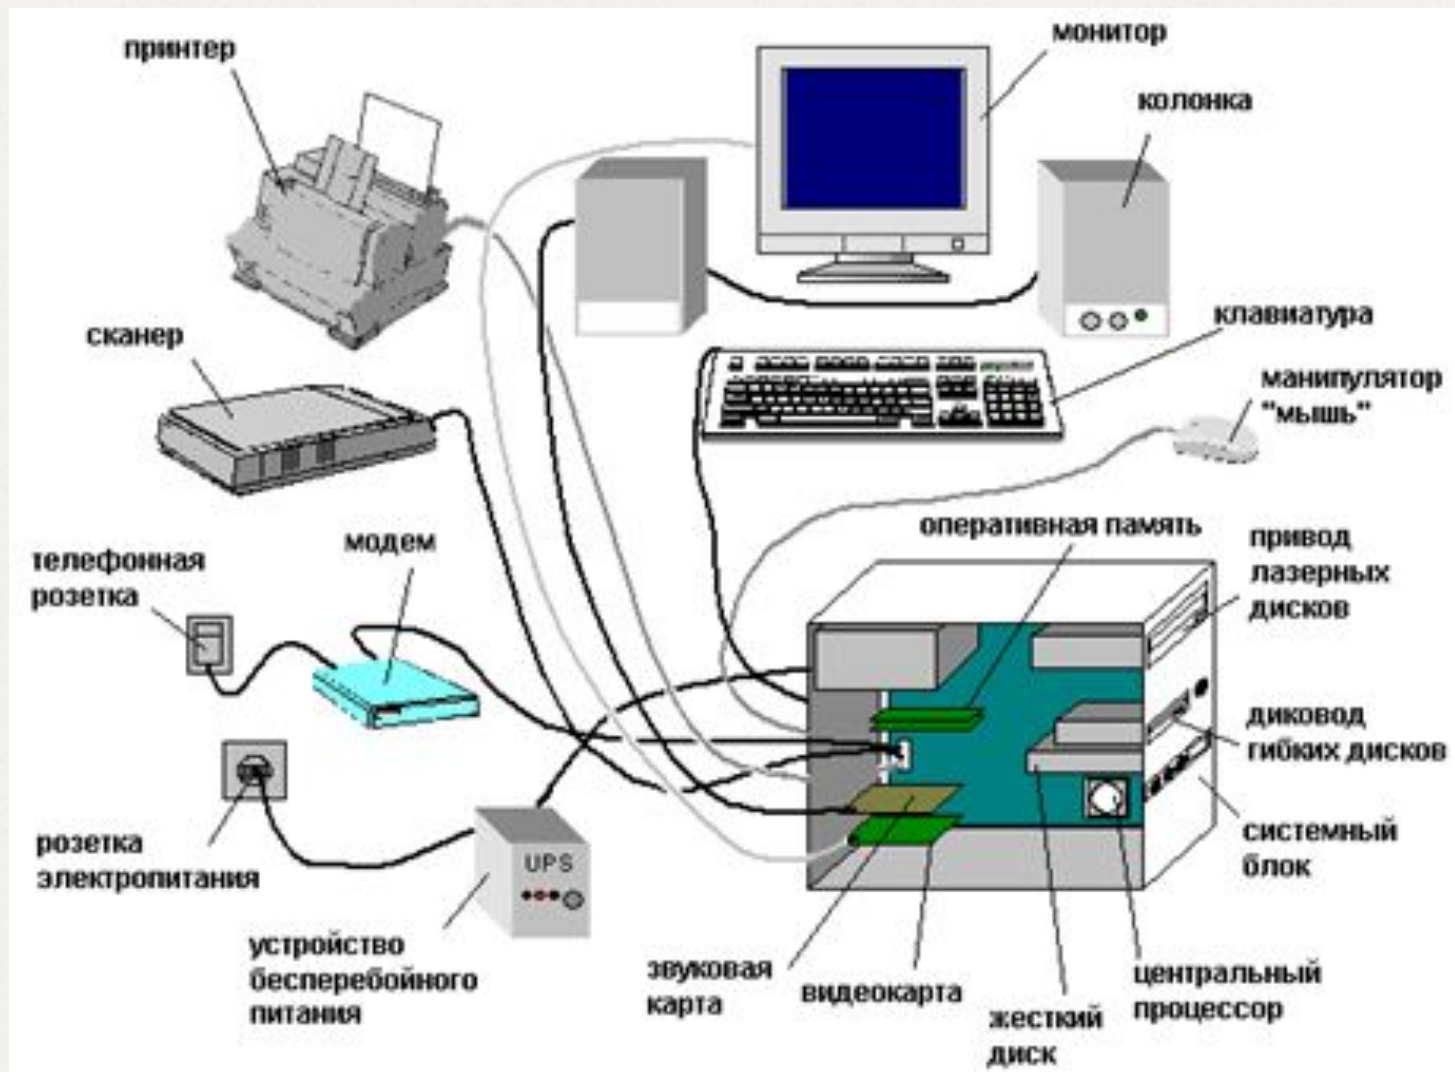 принтер
монитор
колонка
сканер
клавиатура
манипулятор
"мышь"
телефонная
розетка
модем
оперативная память
привод
лазерных
дисков
диковод
гибких дисков
розетка
электропитания
UPS
системный
блок
устройство
бесперебойного
питания
звуковая
карта
видеокарта
жесткий
диск
центральный
процессор